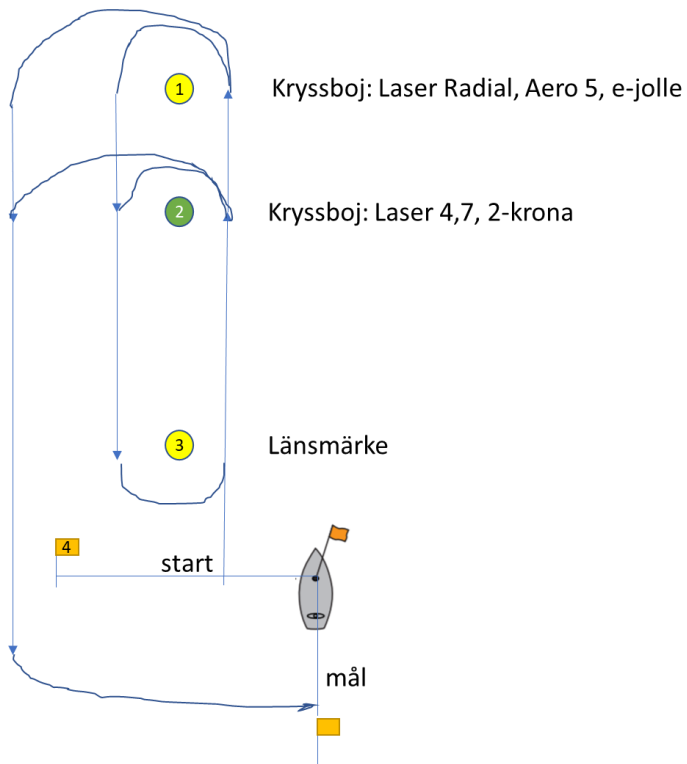 1
Kryssboj: Laser Radial, Aero 5, e-jolle
2
Kryssboj: Laser 4,7, 2-krona
3
Länsmärke
4
start
mål